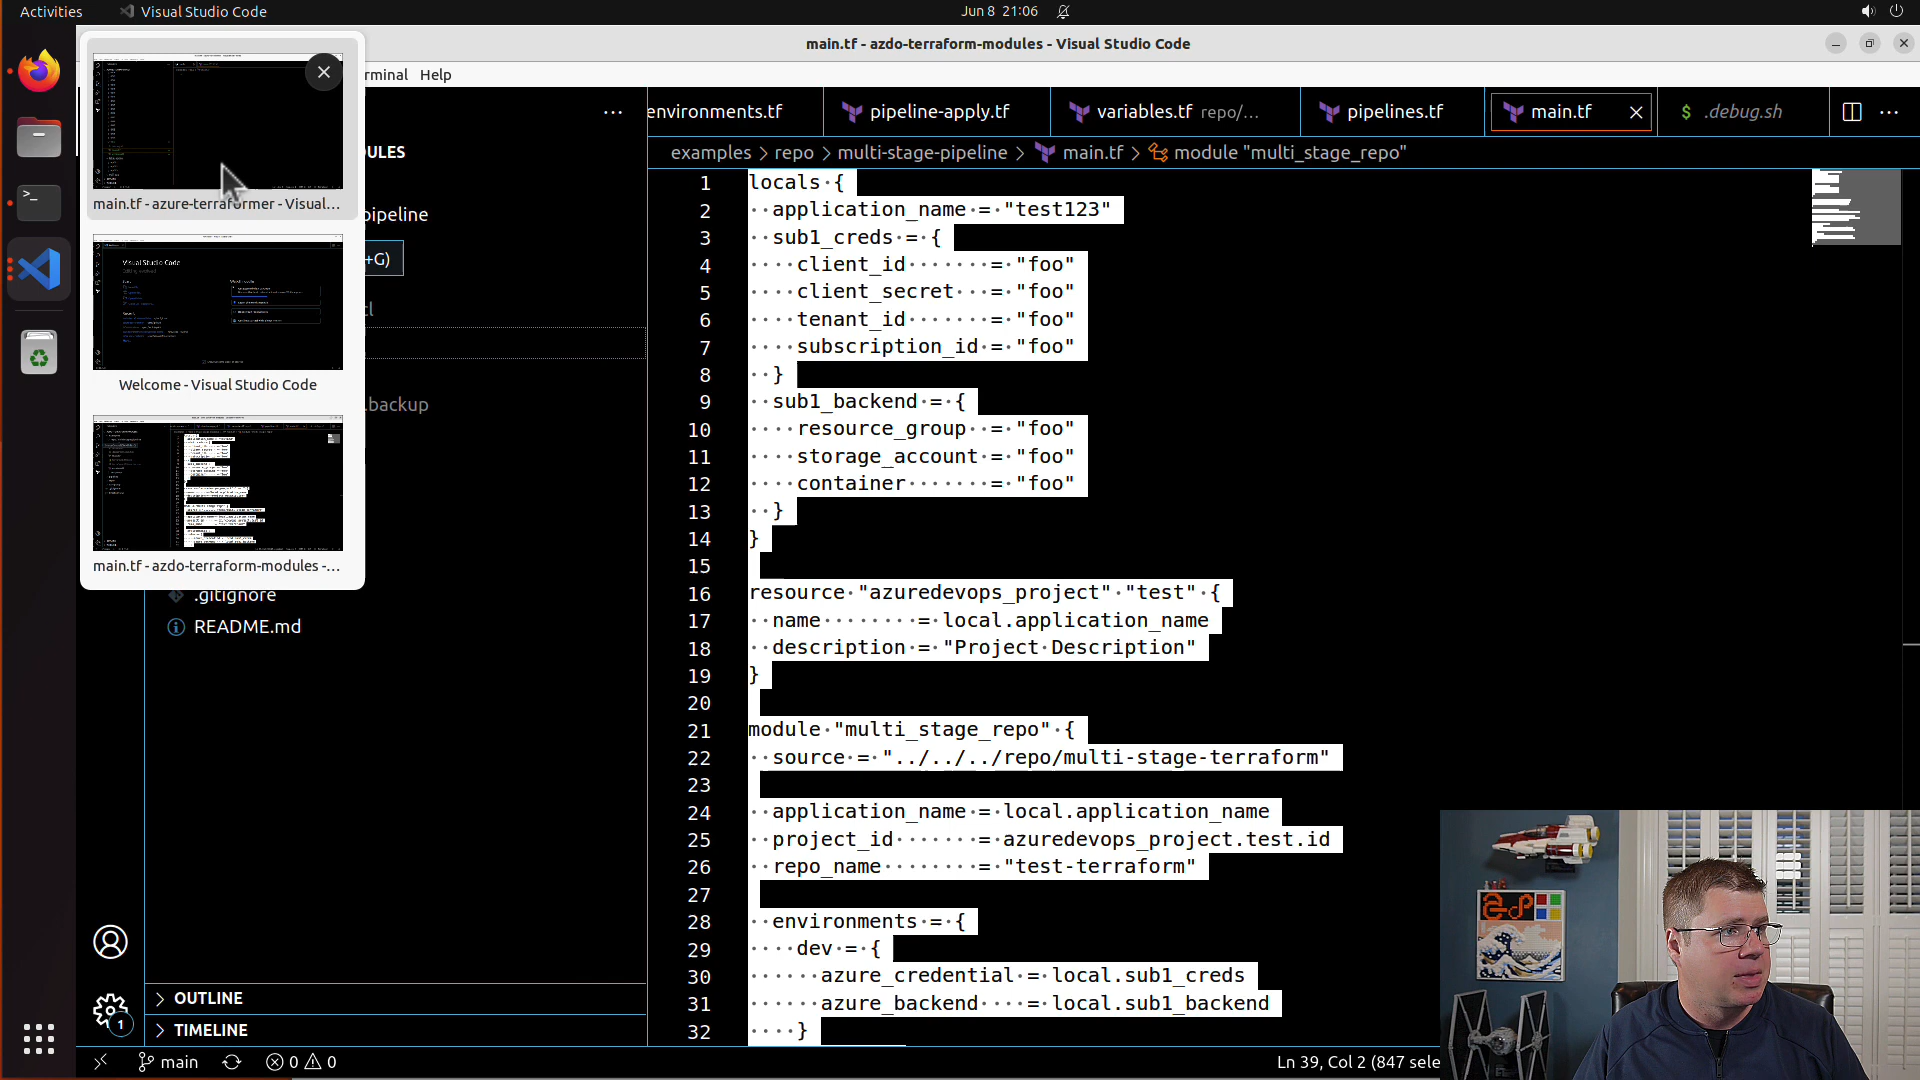 Activities
Visual Studio Code
Jun 8 21:06
main.tf - azdo-terraform-modules - Visual Studio Code
rminal Help
main.tf - azure-terraformer - Visual...
Visual Studio Code
Welcome - Visual Studio Code
main.tf - azdo-terraform-modules -...
ULES
pipeline
+G)
.backup
.gitignore
README.md
OUTLINE
TIMELINE
environments.tf
pipeline-apply.tf
variables.tf repo/...
pipelines.tf
main.tf
$ .debug.sh
examples > repo > multi-stage-pipeline > main.tf > module "multi_stage_repo"
1 locals {
2 application_name = "test123"
3 sub1_creds = {
4 client_id = "foo"
5 client_secret = "foo"
6 tenant_id = "foo"
7 subscription_id = "foo"
8 }
9 sub1_backend = {
10 resource_group = "foo"
11 storage_account = "foo"
12 container = "foo"
13 }
14 }
15
16 resource "azuredevops_project" "test" {
17 name = local.application_name
18 description = "Project Description"
19 }
20
21 module "multi_stage_repo" {
22 source = "../../../repo/multi-stage-terraform"
23
24 application_name = local.application_name
25 project_id = azuredevops_project.test.id
26 repo_name = "test-terraform"
27
28 environments = {
29 dev = {
30 azure_credential = local.sub1_creds
31 azure_backend = local.sub1_backend
32 }
1
main
0 0
Ln 39, Col 2 (847 sele